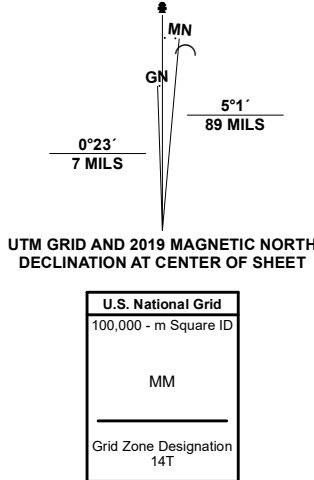 MN
GN
5°1´
89 MILS
0°23´
7 MILS
UTM GRID AND 2019 MAGNETIC NORTH
DECLINATION AT CENTER OF SHEET
U.S. National Grid
100,000 - m Square ID
MM
Grid Zone Designation
14T